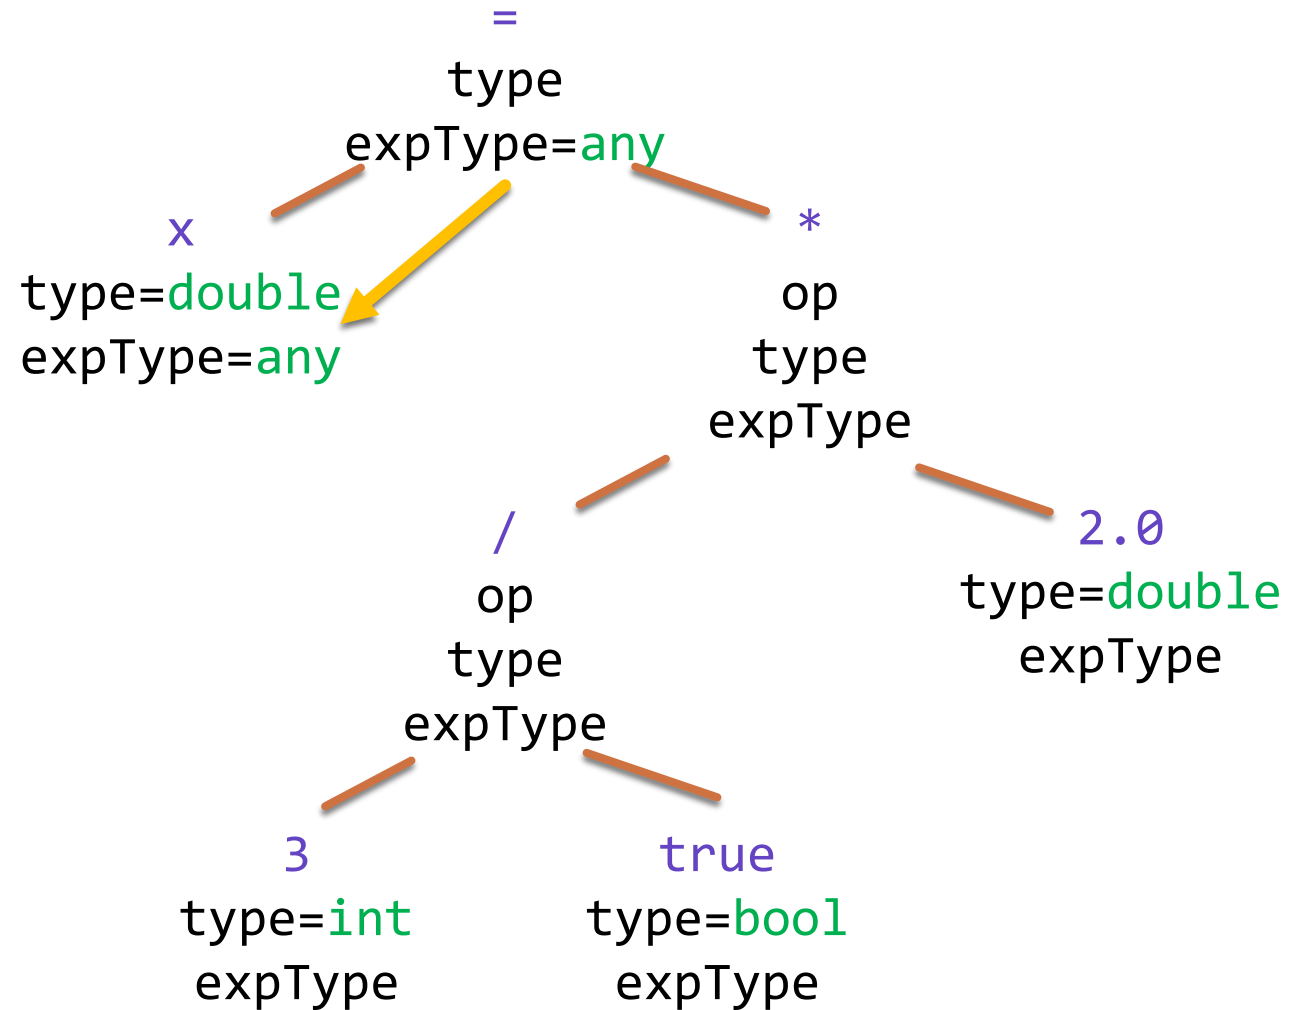 =
type
expType=any
x
type=double
expType=any
*
op
type
expType
/
op
type
expType
2.0
type=double
expType
3
type=int
expType
true
type=bool
expType